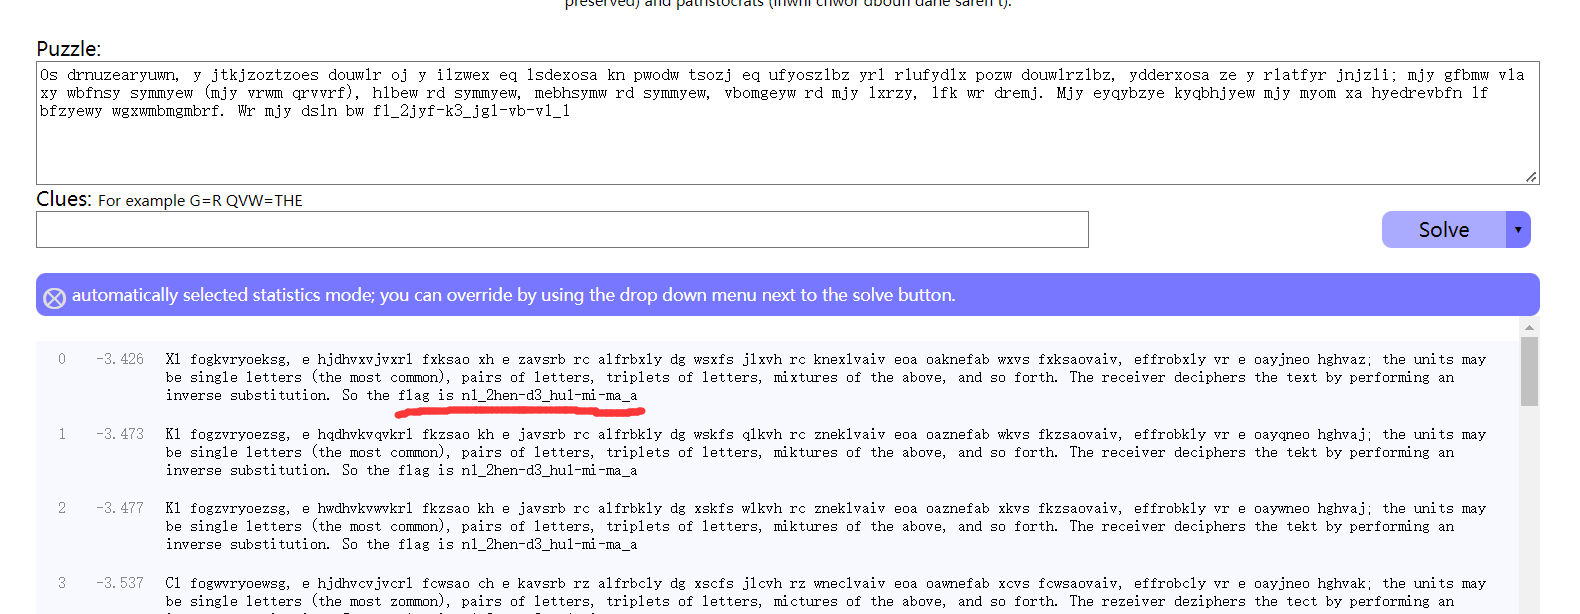 preserved) and patristocrats (ihwhi chwor dboun dane saren t).
Puzzle:
Os drnuzearyuwn, y jtkjzoztzoes douwlr oj y ilzwex eq lsdexosa kn pwodw tsozj eq ufyoszlbz yrl rlufydlx pozw douwlrzlbz, ydderxosa ze y rlatfyr jnjzli; mjy gfbmw vla
xy wbfnsy symmyew (mjy vrwm qrvvrf), hlbew rd symmyew, mebhsymw rd symmyew, vbomgeyw rd mjy lxrzy, lfk wr dremj. Mjy eyqybzye kyqbhjyew mjy myom xa hyedrevbfn lf
bfzyewy wgxwmbmgmbrf. Wr mjy dsln bw f1_2jyf-k3_jg1-vb-vl_l
Clues: For example G=R QVW=THE
Solve ▼
automatically selected statistics mode; you can override by using the drop down menu next to the solve button.
0 -3.426 Xl fogkvryoeksg, e hjdhvxvjvxrl fxksao xh e zavsrb rc alfrbxly dg wsxfs jlxvh rc knexlvaiv eoa oaknefab wxvs fxksaovaiv, effrobxly vr e oayjneo hghvaz; the units may
be single letters (the most common), pairs of letters, triplets of letters, mixtures of the above, and so forth. The receiver deciphers the text by performing an
inverse substitution. So the flag is n1_2hen-d3_hu1-mi-ma_a
1 -3.473 Kl fogzvryoezsg, e hqdhvkvqvkrl fkzsao kh e javsrb rc alfrbkly dg wskfs qlkvh rc zneklvaiv eoa oaznefab wkvs fkzsaovaiv, effrobkly vr e oayqneo hghvaj; the units may
be single letters (the most common), pairs of letters, triplets of letters, miktures of the above, and so forth. The receiver deciphers the tekt by performing an
inverse substitution. So the flag is n1_2hen-d3_hu1-mi-ma_a
2 -3.477 Kl fogzvryoezsg, e hwdhvkvwvkrl fkzsao kh e javsrb rc alfrbkly dg xskfs wlkvh rc zneklvaiv eoa oaznefab xkvs fkzsaovaiv, effrobkly vr e oaywneo hghvaj; the units may
be single letters (the most common), pairs of letters, triplets of letters, miktures of the above, and so forth. The receiver deciphers the tekt by performing an
inverse substitution. So the flag is n1_2hen-d3_hu1-mi-ma_a
3 -3.537 Cl fogwvryoewsg, e hjdhvcvjvcrl fcwsao ch e kavsrb rz alfrbcly dg xscfs jlcvh rz wneclvaiv eoa oawnefab xcvs fcwsaovaiv, effrobcly vr e oayjneo hghvak; the units may
be single letters (the most zommon), pairs of letters, triplets of letters, mictures of the above, and so forth. The rezeiver deziphers the tect by performing an